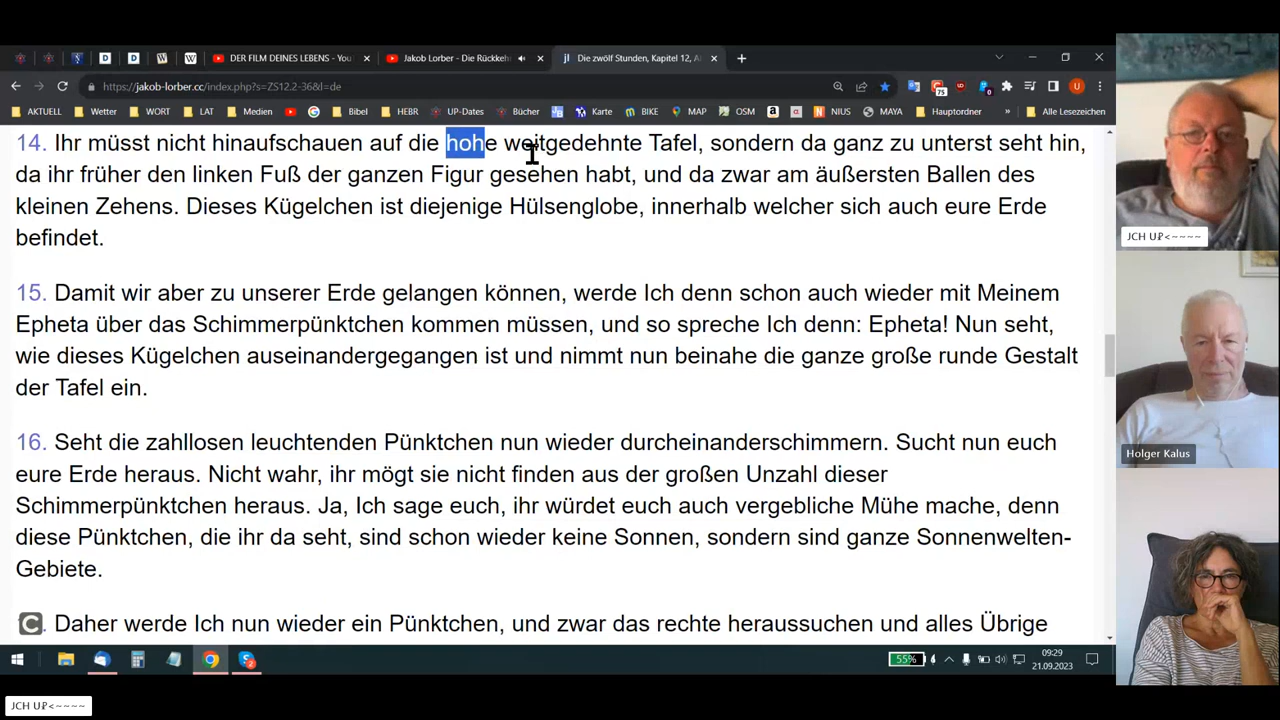 DER FILM DEINES LEBENS - You
Jakob Lorber - Die Rückkehr
Die zwölf Stunden, Kapitel 12, A
https://jakob-lorber.cc/index.php?s=ZS12.2-36&l=de
75
AKTUELL Wetter WORT LAT Medien Bibel HEBR UP-Dates Bücher Karte BIKE MAP OSM NIUS MAYA Hauptordner » Alle Lesezeichen
14. Ihr müsst nicht hinaufschauen auf die hohe weitgedehnte Tafel, sondern da ganz zu unterst seht hin,
da ihr früher den linken Fuß der ganzen Figur gesehen habt, und da zwar am äußersten Ballen des
kleinen Zehens. Dieses Kügelchen ist diejenige Hülsenglobe, innerhalb welcher sich auch eure Erde
befindet.
15. Damit wir aber zu unserer Erde gelangen können, werde Ich denn schon auch wieder mit Meinem
Epheta über das Schimmerpünktchen kommen müssen, und so spreche Ich denn: Epheta! Nun seht,
wie dieses Kügelchen auseinandergegangen ist und nimmt nun beinahe die ganze große runde Gestalt
der Tafel ein.
16. Seht die zahllosen leuchtenden Pünktchen nun wieder durcheinanderschimmern. Sucht nun euch
eure Erde heraus. Nicht wahr, ihr mögt sie nicht finden aus der großen Unzahl dieser
Schimmerpünktchen heraus. Ja, Ich sage euch, ihr würdet euch auch vergebliche Mühe mache, denn
diese Pünktchen, die ihr da seht, sind schon wieder keine Sonnen, sondern sind ganze Sonnenwelten-
Gebiete.
Daher werde Ich nun wieder ein Pünktchen, und zwar das rechte heraussuchen und alles Übrige
55%
09:29
21.09.2023
JCH U₽<~~~~
Holger Kalus
JCH U₽<~~~~